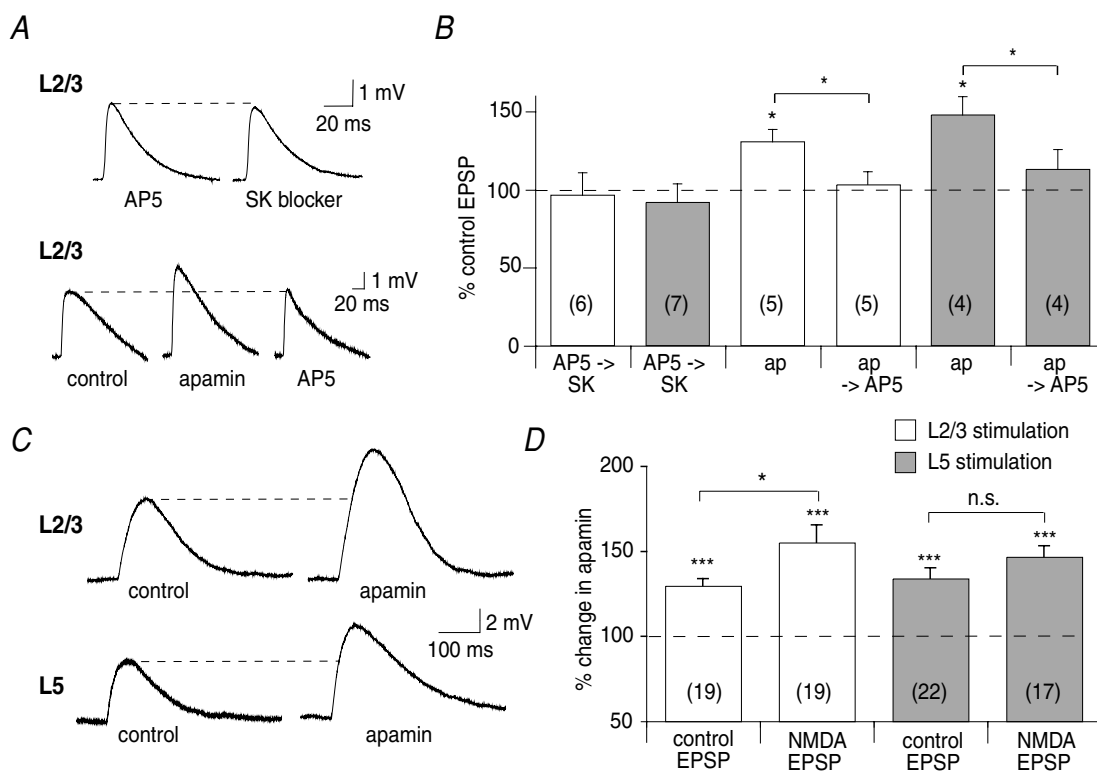 A
L2/3
1 mV
20 ms
AP5
SK blocker
L2/3
1 mV
20 ms
control
apamin
AP5
B
% control EPSP
150
100
50
0
*
*
*
*
(6)
(7)
(5)
(5)
(4)
(4)
AP5 ->
SK
AP5 ->
SK
ap
ap
-> AP5
ap
ap
-> AP5
C
L2/3
control
apamin
2 mV
100 ms
L5
control
apamin
D
L2/3 stimulation
L5 stimulation
% change in apamin
200
150
100
50
*
n.s.
***
***
***
***
(19)
(19)
(22)
(17)
control
EPSP
NMDA
EPSP
control
EPSP
NMDA
EPSP